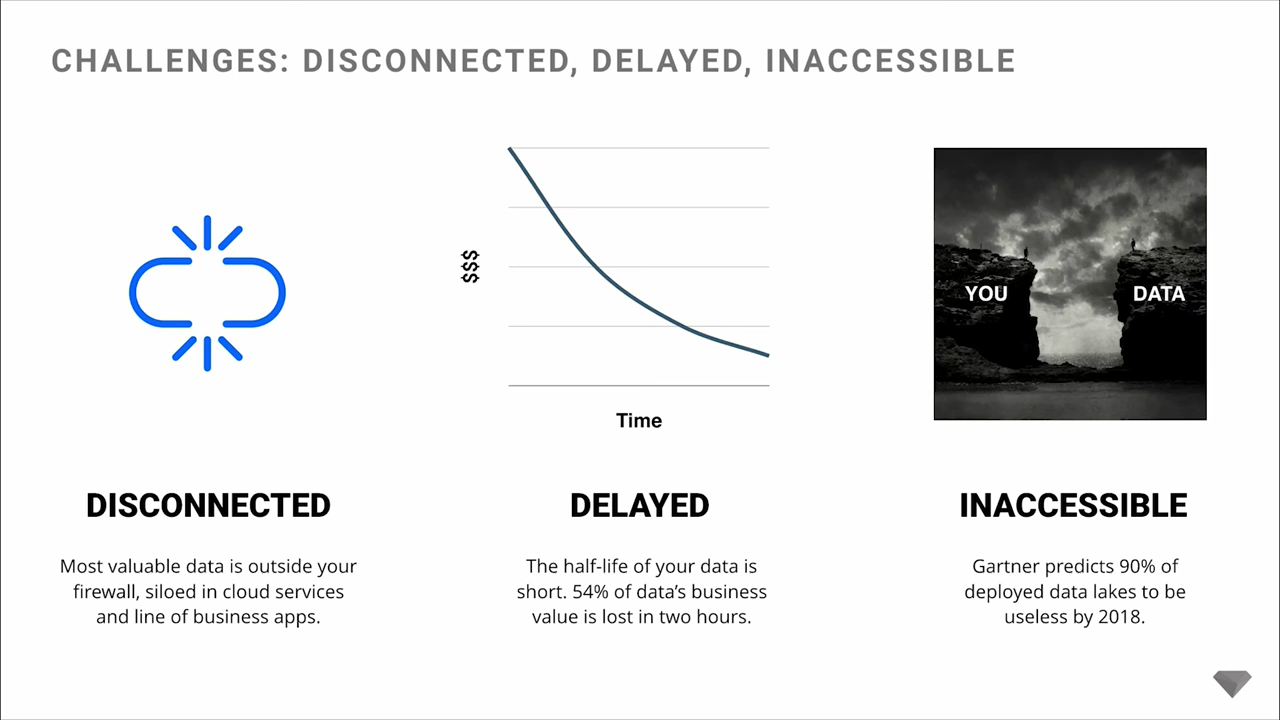 CHALLENGES: DISCONNECTED, DELAYED, INACCESSIBLE
$$$
Time
YOU
DATA
DISCONNECTED
Most valuable data is outside your
firewall, siloed in cloud services
and line of business apps.
DELAYED
The half-life of your data is
short. 54% of data’s business
value is lost in two hours.
INACCESSIBLE
Gartner predicts 90% of
deployed data lakes to be
useless by 2018.